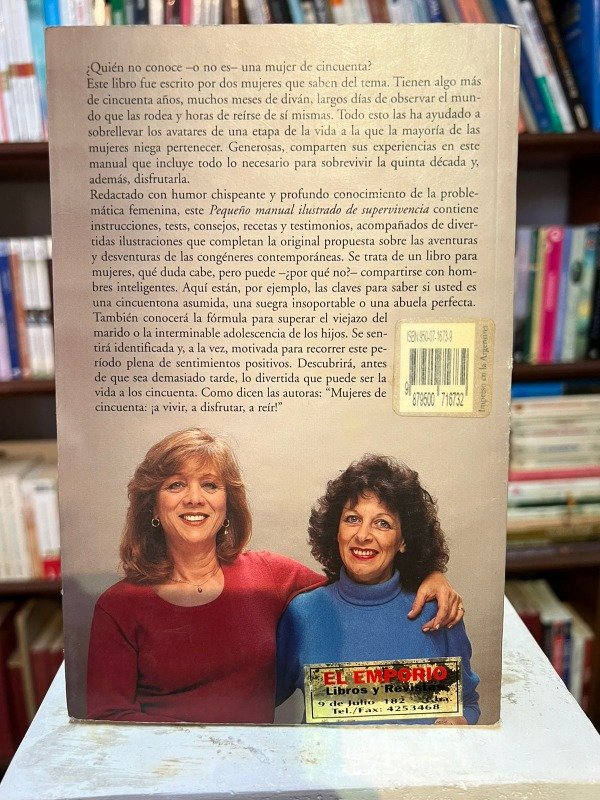 ¿Quién no conoce –o no es– una mujer de cincuenta?
Este libro fue escrito por dos mujeres que saben del tema. Tienen algo más
de cincuenta años, muchos meses de diván, largos días de observar el mun-
do que las rodea y horas de reírse de sí mismas. Todo esto las ha ayudado a
sobrellevar los avatares de una etapa de la vida a la que la mayoría de las
mujeres niega pertenecer. Generosas, comparten sus experiencias en este
manual que incluye todo lo necesario para sobrevivir la quinta década y,
además, disfrutarla.
Redactado con humor chispeante y profundo conocimiento de la proble-
mática femenina, este Pequeño manual ilustrado de supervivencia contiene
instrucciones, tests, consejos, recetas y testimonios, acompañados de diver-
tidas ilustraciones que completan la original propuesta sobre las aventuras
y desventuras de las congéneres contemporáneas. Se trata de un libro para
mujeres, qué duda cabe, pero puede –¿por qué no?– compartirse con hom-
bres inteligentes. Aquí están, por ejemplo, las claves para saber si usted es
una cincuentona asumida, una suegra insoportable o una abuela perfecta.
También conocerá la fórmula para superar el viejazo del
marido o la interminable adolescencia de los hijos. Se sen-
tirá identificada y, a la vez, motivada para recorrer este pe-
ríodo plena de sentimientos positivos. Descubrirá, antes
de que sea demasiado tarde, lo divertida que puede ser la
vida a los cincuenta. Como dicen las autoras: “Mujeres de
cincuenta: ¡a vivir, a disfrutar, a reír!”
ISBN 950-07-1673-9
9 879500 716732
Impreso en la Argentina
EL EMPORIO
Libros y Revistas
9 de Julio 182
Tel./Fax: 4253468